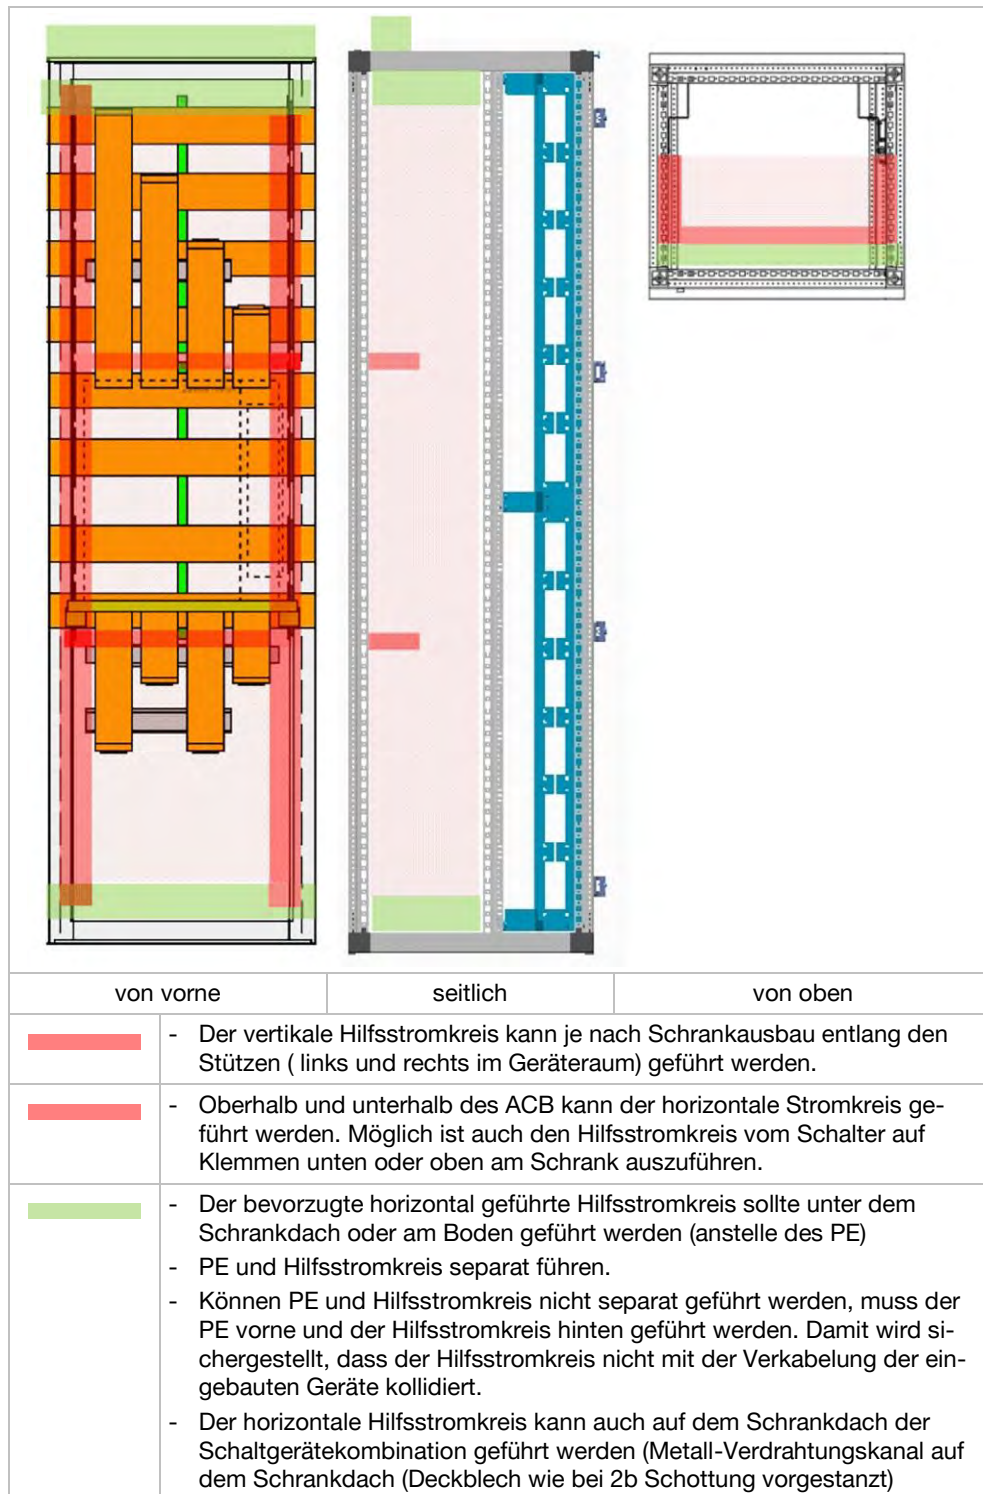 von vorne
seitlich
von oben
- Der vertikale Hilfsstromkreis kann je nach Schrankausbau entlang den
Stützen ( links und rechts im Geräteraum) geführt werden.
- Oberhalb und unterhalb des ACB kann der horizontale Stromkreis ge-
führt werden. Möglich ist auch den Hilfsstromkreis vom Schalter auf
Klemmen unten oder oben am Schrank auszuführen.
- Der bevorzugte horizontal geführte Hilfsstromkreis sollte unter dem
Schrankdach oder am Boden geführt werden (anstelle des PE)
- PE und Hilfsstromkreis separat führen.
- Können PE und Hilfsstromkreis nicht separat geführt werden, muss der
PE vorne und der Hilfsstromkreis hinten geführt werden. Damit wird si-
chergestellt, dass der Hilfsstromkreis nicht mit der Verkabelung der ein-
gebauten Geräte kollidiert.
- Der horizontale Hilfsstromkreis kann auch auf dem Schrankdach der
Schaltgerätekombination geführt werden (Metall-Verdrahtungskanal auf
dem Schrankdach (Deckblech wie bei 2b Schottung vorgestanzt)